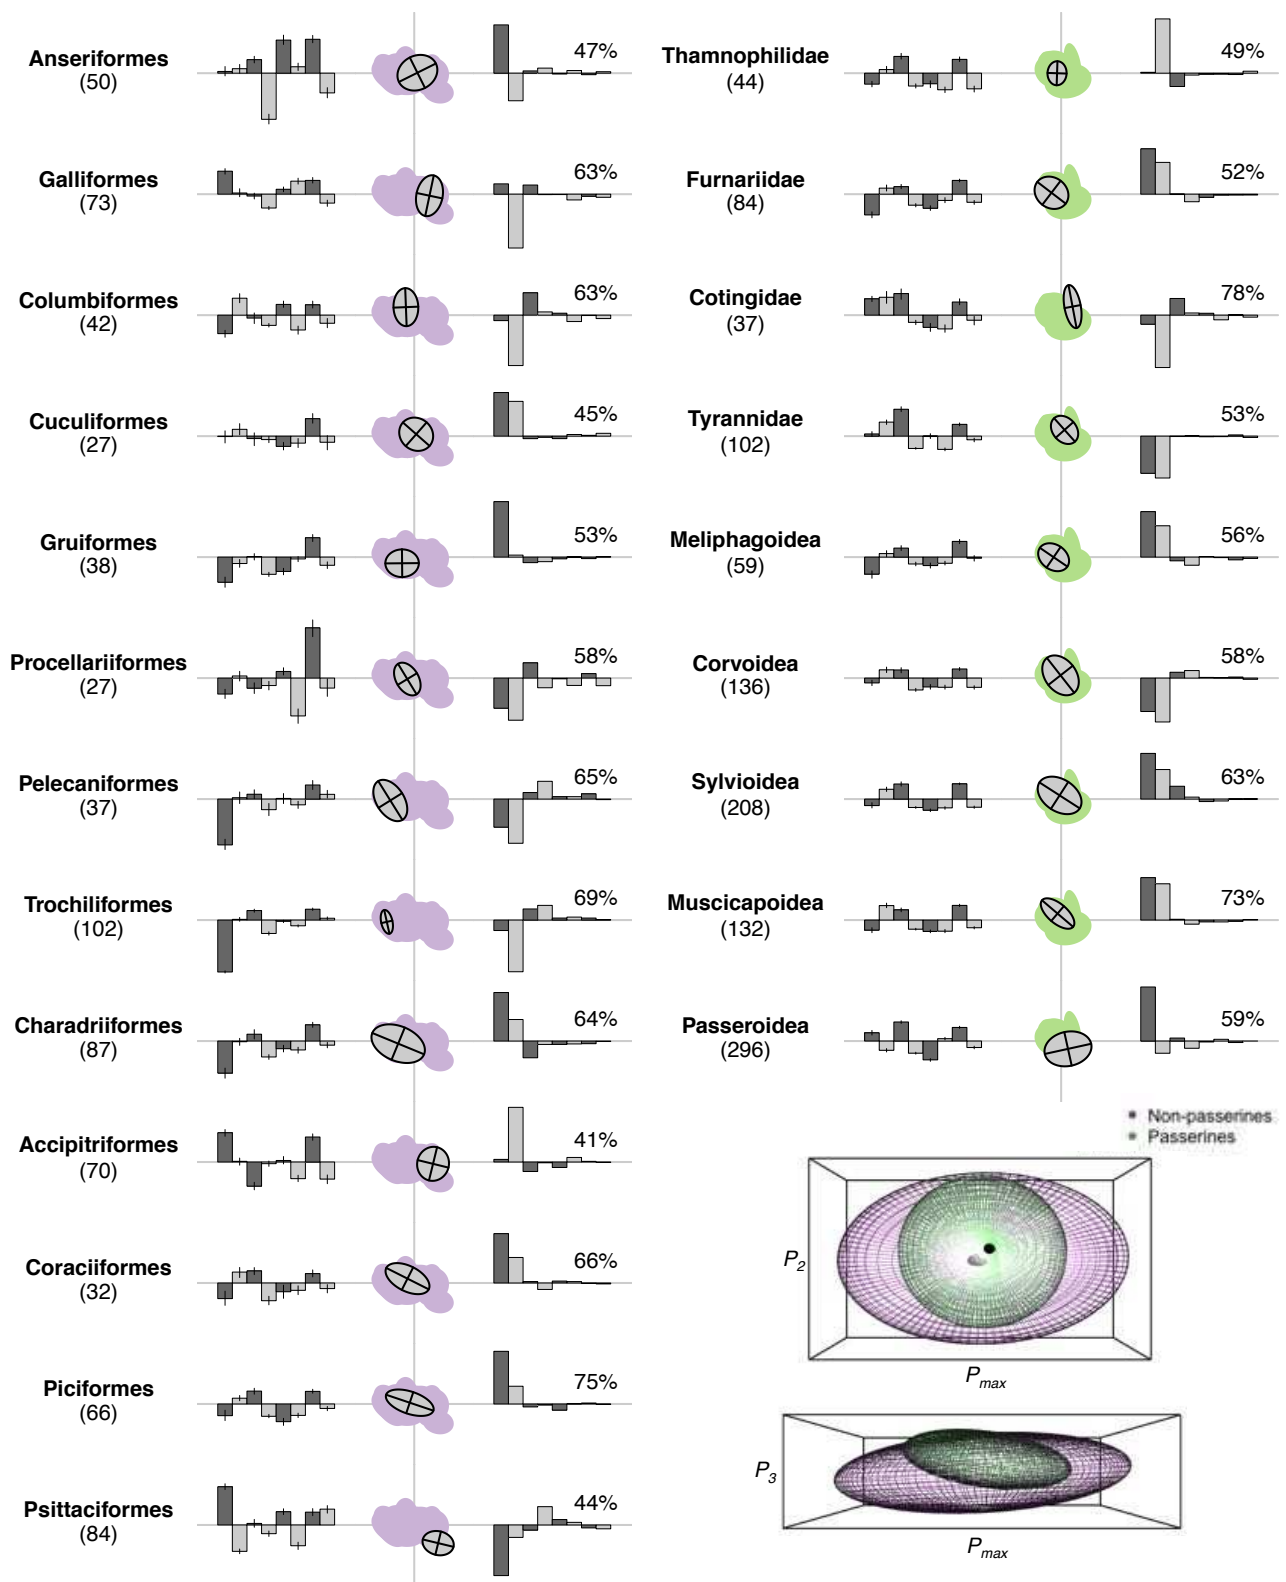 Anseriformes
(50)
47%
Galliformes
(73)
63%
Columbiformes
(42)
63%
Cuculiformes
(27)
45%
Gruiformes
(38)
53%
Procellariiformes
(27)
58%
Pelecaniformes
(37)
65%
Trochiliformes
(102)
69%
Charadriiformes
(87)
64%
Accipitriformes
(70)
41%
Coraciiformes
(32)
66%
Piciformes
(66)
75%
Psittaciformes
(84)
44%
Thamnophilidae
(44)
49%
Furnariidae
(84)
52%
Cotingidae
(37)
78%
Tyrannidae
(102)
53%
Meliphagoidea
(59)
56%
Corvoidea
(136)
58%
Sylvioidea
(208)
63%
Muscicapoidea
(132)
73%
Passeroidea
(296)
59%
Non-passerines
Passerines
P2
Pmax
P3
Pmax